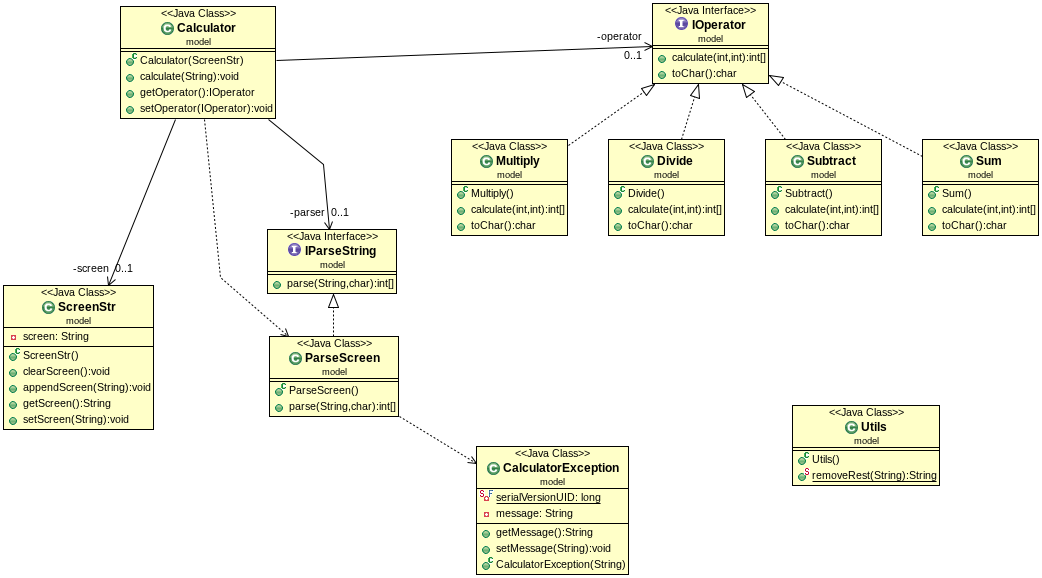 <<Java Class>>
Calculator
model
Calculator(ScreenStr)
calculate(String):void
getOperator():IOperator
setOperator(IOperator):void
-operator
0..1
<<Java Interface>>
IOperator
model
calculate(int,int):int[]
toChar():char
<<Java Class>>
Multiply
model
Multiply()
calculate(int,int):int[]
toChar():char
<<Java Class>>
Divide
model
Divide()
calculate(int,int):int[]
toChar():char
<<Java Class>>
Subtract
model
Subtract()
calculate(int,int):int[]
toChar():char
<<Java Class>>
Sum
model
Sum()
calculate(int,int):int[]
toChar():char
-parser 0..1
<<Java Interface>>
IParseString
model
parse(String,char):int[]
-screen 0..1
<<Java Class>>
ScreenStr
model
screen: String
ScreenStr()
clearScreen():void
appendScreen(String):void
getScreen():String
setScreen(String):void
<<Java Class>>
ParseScreen
model
ParseScreen()
parse(String,char):int[]
<<Java Class>>
CalculatorException
model
serialVersionUID: long
message: String
getMessage():String
setMessage(String):void
CalculatorException(String)
<<Java Class>>
Utils
model
Utils()
removeRest(String):String